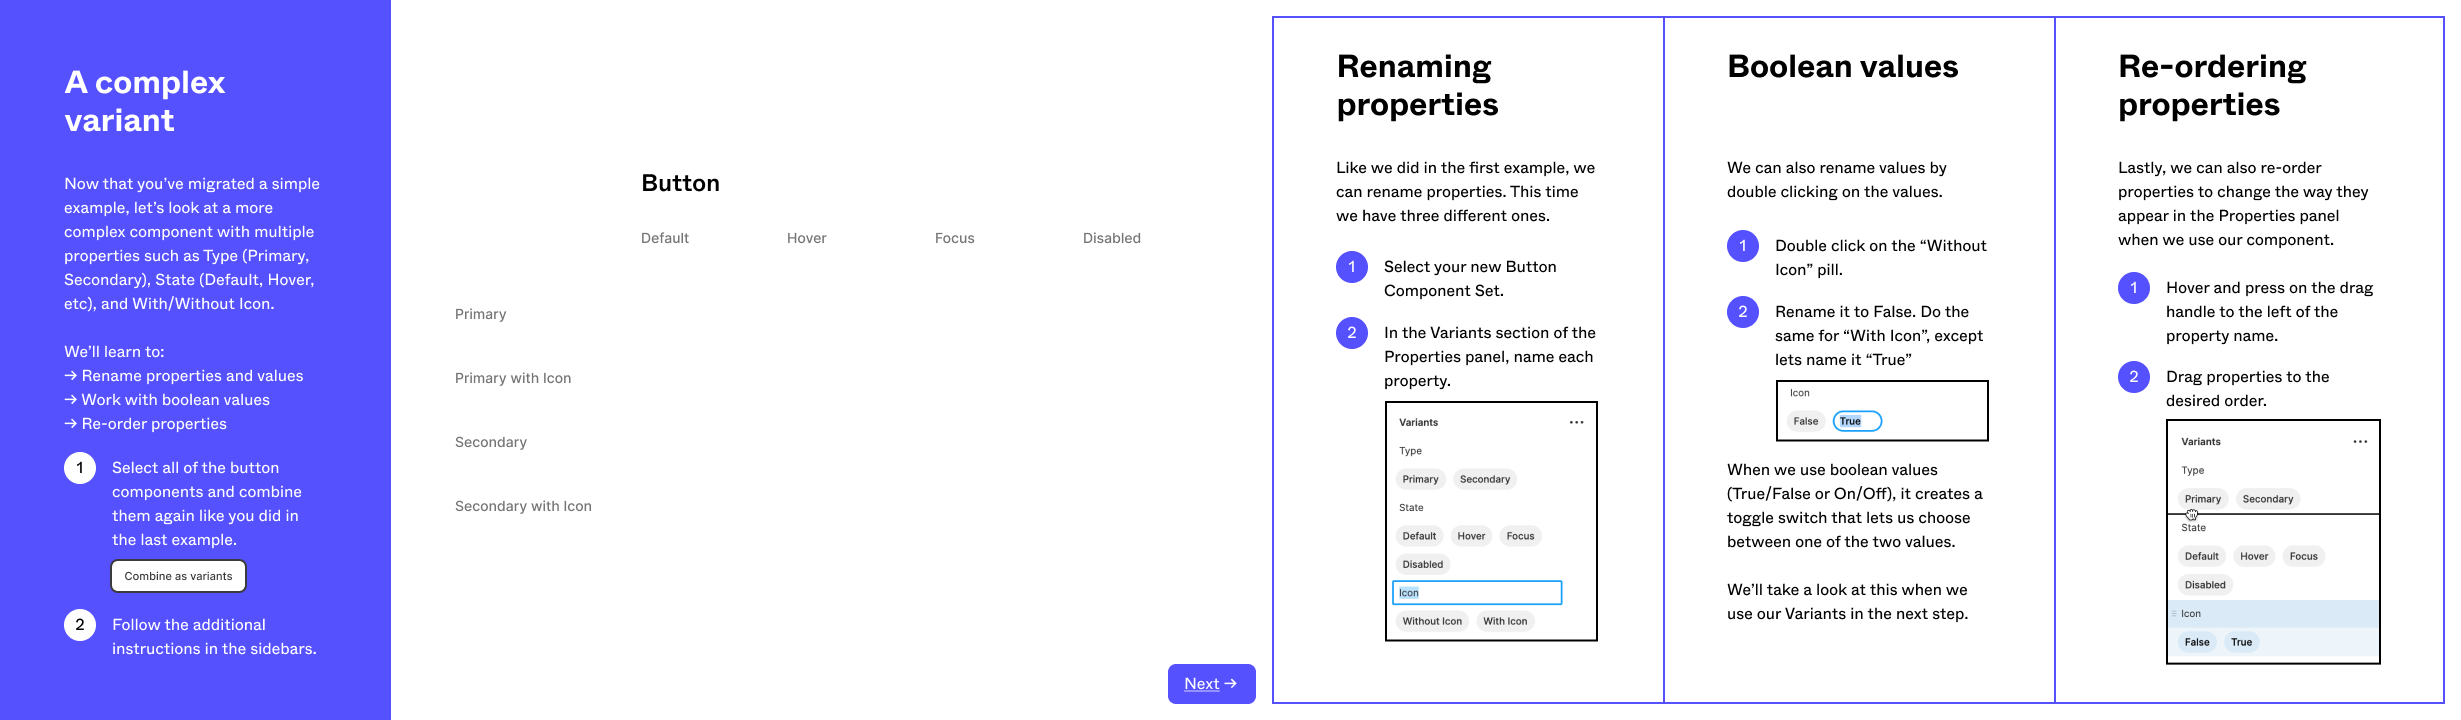 A complex
variant
Now that you’ve migrated a simple
example, let’s look at a more
complex component with multiple
properties such as Type (Primary,
Secondary), State (Default, Hover,
etc), and With/Without Icon.
We’ll learn to:
→ Rename properties and values
→ Work with boolean values
→ Re-order properties
1 Select all of the button
components and combine
them again like you did in
the last example.
Combine as variants
2 Follow the additional
instructions in the sidebars.
Button
Default Hover Focus Disabled
Primary
Primary with Icon
Secondary
Secondary with Icon
Next →
Renaming
properties
Like we did in the first example, we
can rename properties. This time
we have three different ones.
1 Select your new Button
Component Set.
2 In the Variants section of the
Properties panel, name each
property.
Variants ...
Type
Primary Secondary
State
Default Hover Focus
Disabled
Icon
Without Icon With Icon
Boolean values
We can also rename values by
double clicking on the values.
1 Double click on the “Without
Icon” pill.
2 Rename it to False. Do the
same for “With Icon”, except
lets name it “True”
Icon
False True
When we use boolean values
(True/False or On/Off), it creates a
toggle switch that lets us choose
between one of the two values.
We’ll take a look at this when we
use our Variants in the next step.
Re-ordering
properties
Lastly, we can also re-order
properties to change the way they
appear in the Properties panel
when we use our component.
1 Hover and press on the drag
handle to the left of the
property name.
2 Drag properties to the
desired order.
Variants ...
Type
Primary Secondary
State
Default Hover Focus
Disabled
Icon
False True